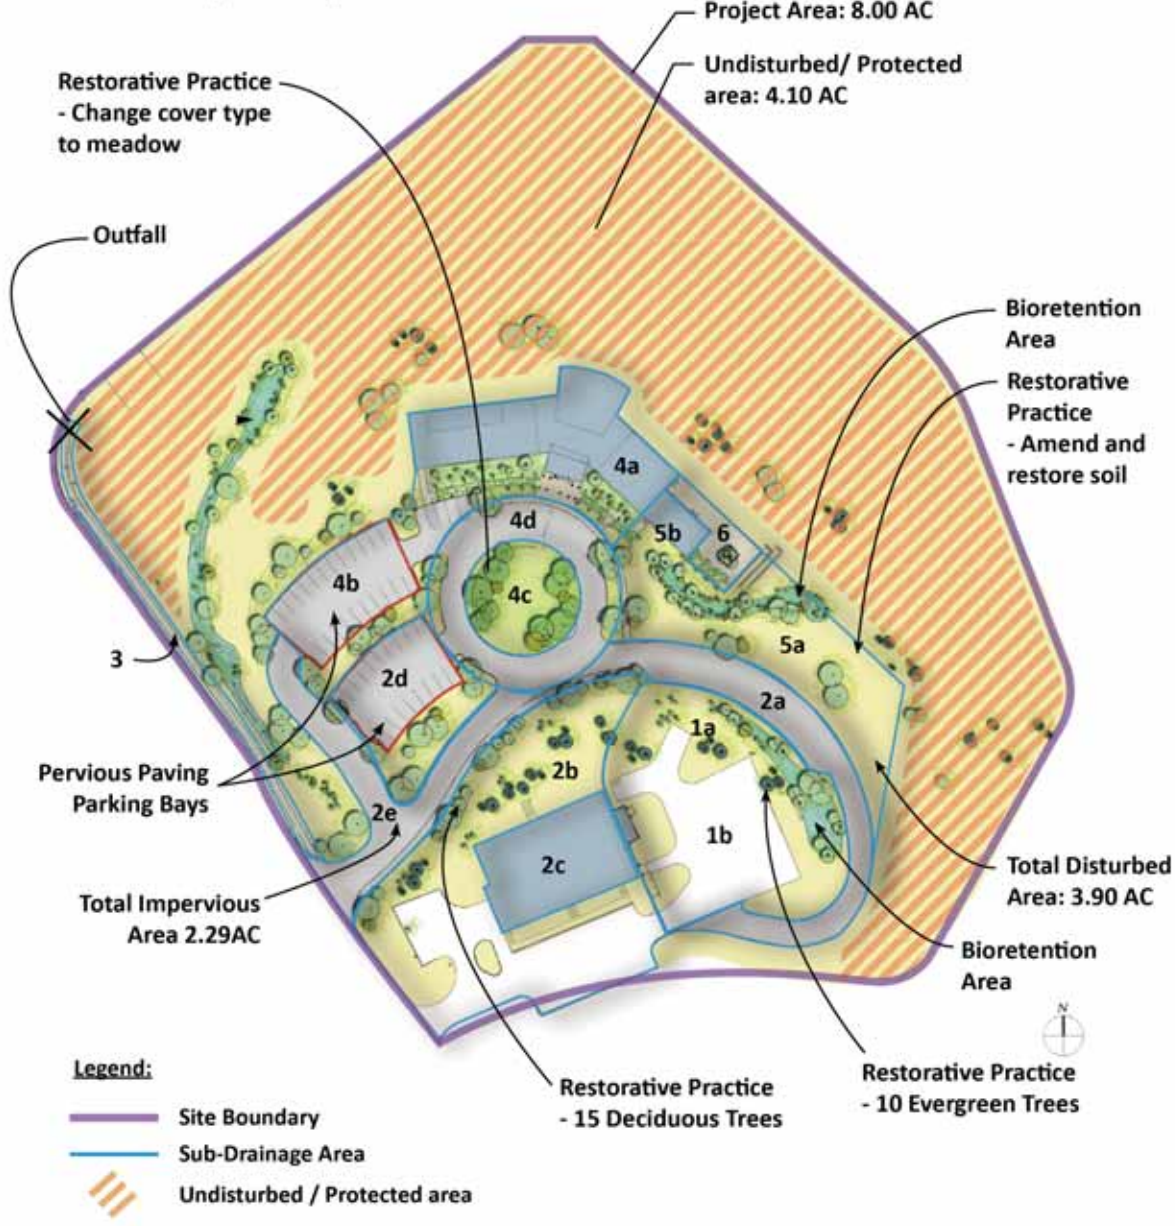 Project Area: 8.00 AC
Undisturbed/ Protected
area: 4.10 AC
Restorative Practice
- Change cover type
to meadow
Outfall
Bioretention
Area
Restorative
Practice
- Amend and
restore soil
4a
4d
5b
6
4b
4c
5a
3
2d
2a
1a
2b
Pervious Paving
Parking Bays
2e
1b
2c
Total Impervious
Area 2.29AC
Total Disturbed
Area: 3.90 AC
Bioretention
Area
N
Restorative Practice
- 15 Deciduous Trees
Restorative Practice
- 10 Evergreen Trees
Legend:
Site Boundary
Sub-Drainage Area
Undisturbed / Protected area